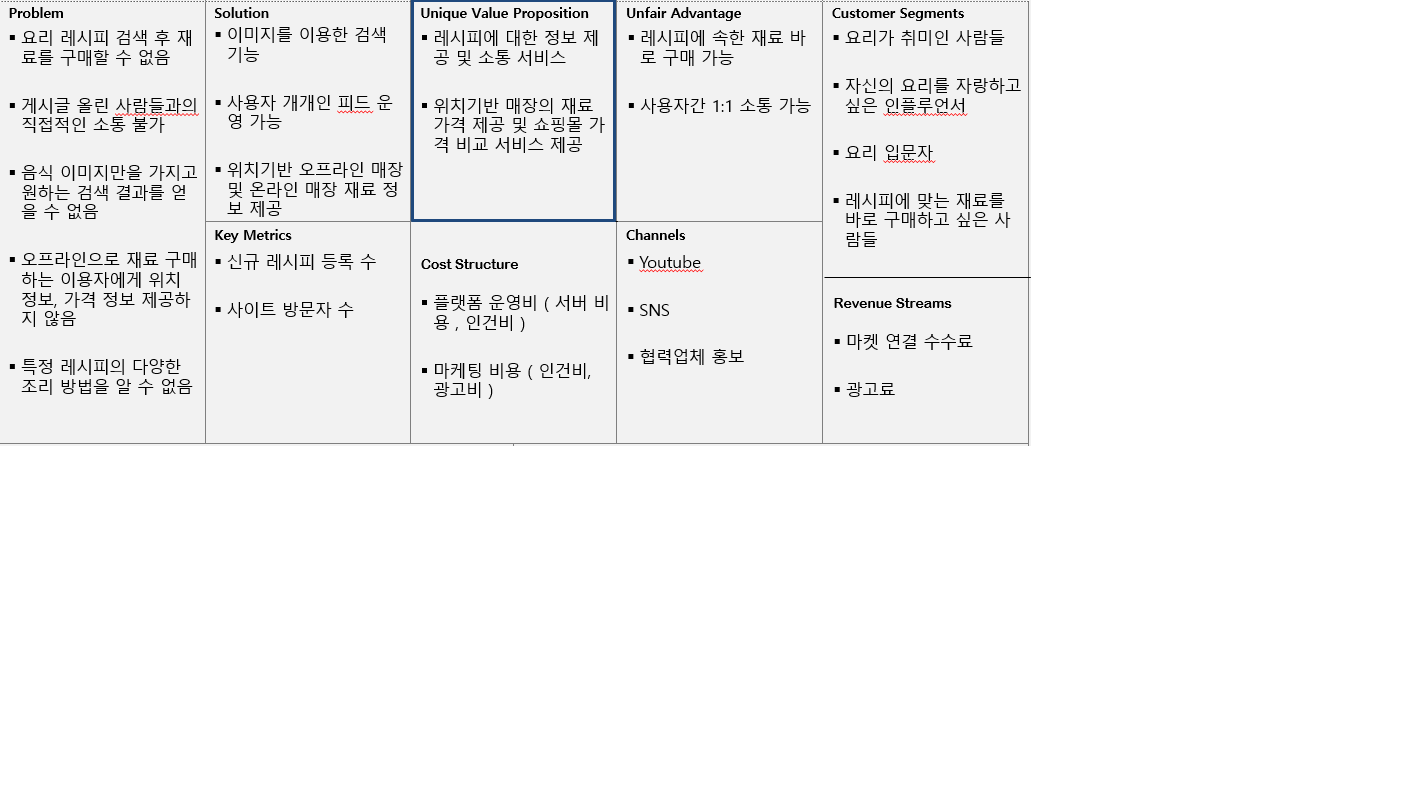 Problem
▪ 요리 레시피 검색 후 재
료를 구매할 수 없음
▪ 게시글 올린 사람들과의
직접적인 소통 불가
▪ 음식 이미지만을 가지고
원하는 검색 결과를 얻
을 수 없음
▪ 오프라인으로 재료 구매
하는 이용자에게 위치
정보, 가격 정보 제공하
지 않음
▪ 특정 레시피의 다양한
조리 방법을 알 수 없음
Solution
▪ 이미지를 이용한 검색
기능
▪ 사용자 개개인 피드 운
영 가능
▪ 위치기반 오프라인 매장
및 온라인 매장 재료 정
보 제공
Key Metrics
▪ 신규 레시피 등록 수
▪ 사이트 방문자 수
Unique Value Proposition
▪ 레시피에 대한 정보 제
공 및 소통 서비스
▪ 위치기반 매장의 재료
가격 제공 및 쇼핑몰 가
격 비교 서비스 제공
Cost Structure
▪ 플랫폼 운영비 ( 서버 비
용 , 인건비 )
▪ 마케팅 비용 ( 인건비,
광고비 )
Unfair Advantage
▪ 레시피에 속한 재료 바
로 구매 가능
▪ 사용자간 1:1 소통 가능
Channels
▪ Youtube
▪ SNS
▪ 협력업체 홍보
Customer Segments
▪ 요리가 취미인 사람들
▪ 자신의 요리를 자랑하고
싶은 인플루언서
▪ 요리 입문자
▪ 레시피에 맞는 재료를
바로 구매하고 싶은 사
람들
Revenue Streams
▪ 마켓 연결 수수료
▪ 광고료